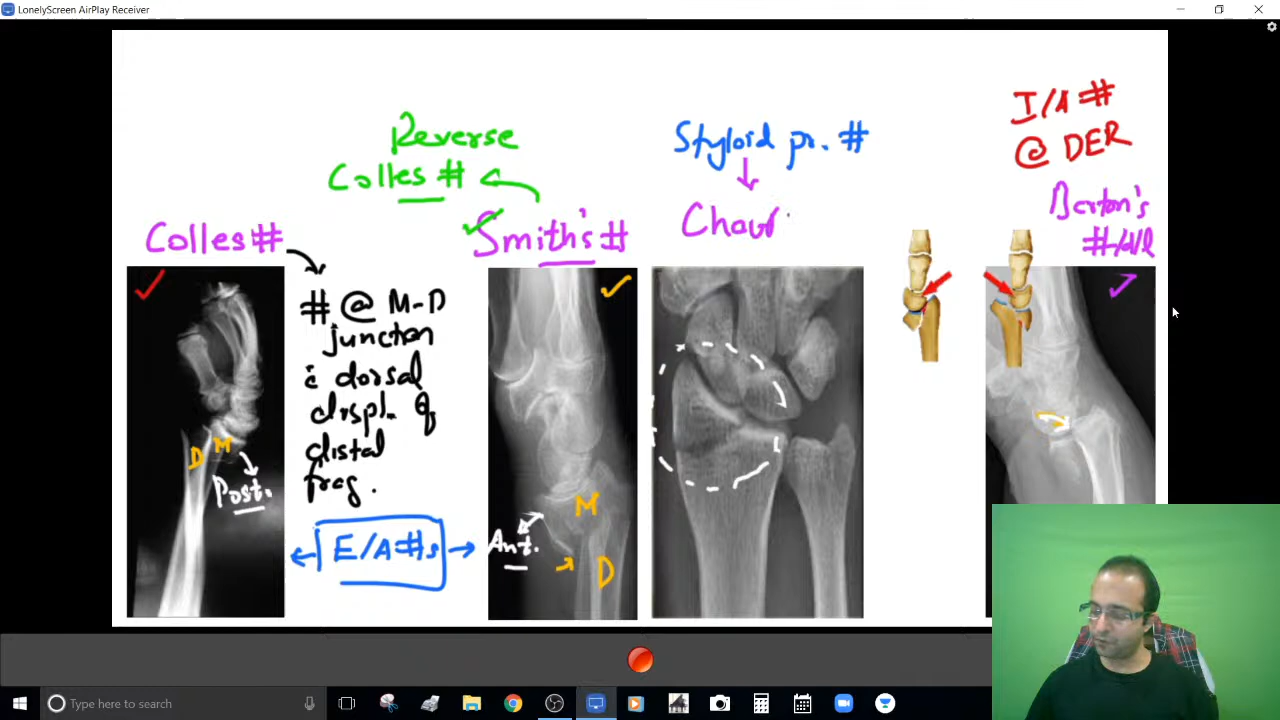 LonelyScreen AirPlay Receiver
Reverse
Colles #
Styloid pr. #
I/A #
@ DER
Colles #
Smith's #
Chauf
Barton's
#/d/l
# @ M-D
junction
c̄ dorsal
displ. of
distal
frag.
D
M
Post.
E/A #s
M
Ant.
D
Type here to search